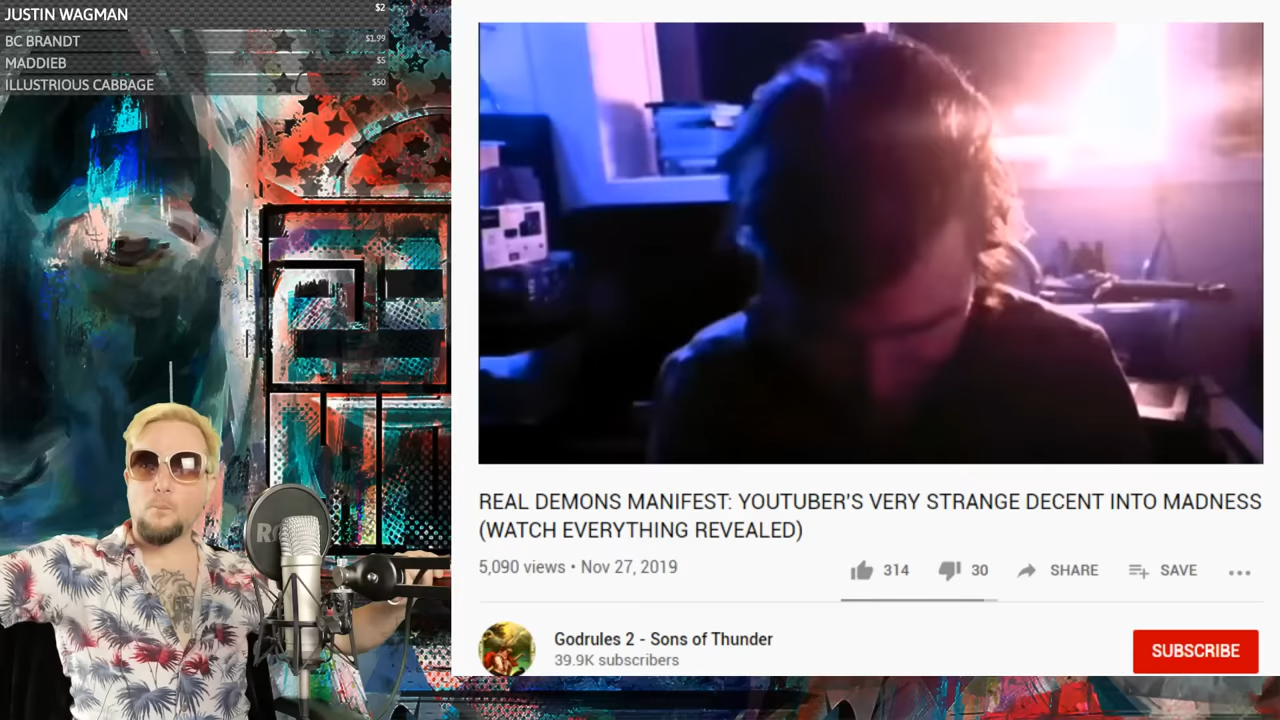 JUSTIN WAGMAN $2
BC BRANDT $1.99
MADDIEB $5
ILLUSTRIOUS CABBAGE $50
REAL DEMONS MANIFEST: YOUTUBER'S VERY STRANGE DECENT INTO MADNESS
(WATCH EVERYTHING REVEALED)
5,090 views • Nov 27, 2019 314 30 SHARE SAVE
Godrules 2 - Sons of Thunder
39.9K subscribers
SUBSCRIBE